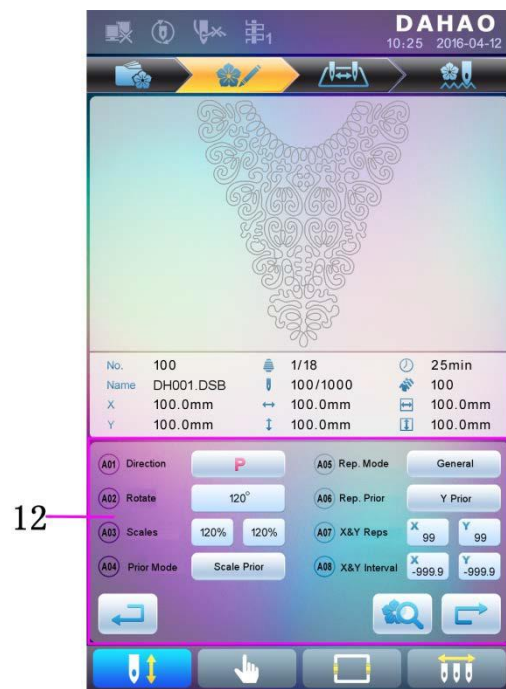 DAHAO
1
10:25 2016-04-12
No. 100 1/18 25min
Name DH001.DSB 100/1000 100
X 100.0mm 100.0mm 100.0mm
Y 100.0mm 100.0mm 100.0mm
A01 Direction P A05 Rep. Mode General
A02 Rotate 120° A06 Rep. Prior Y Prior
12
A03 Scales 120% 120% A07 X&Y Reps X 99 Y 99
A04 Prior Mode Scale Prior A08 X&Y Interval X -999.9 Y -999.9